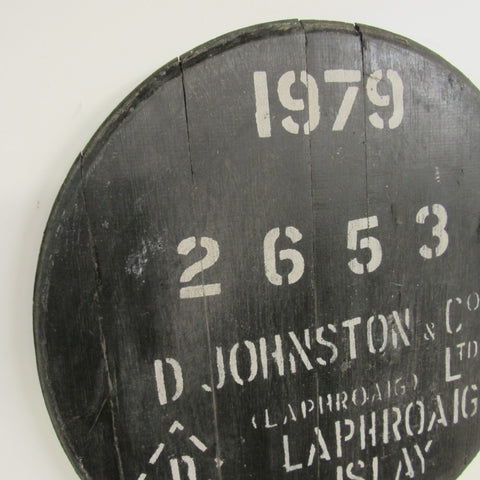 1979
2653
D JOHNSTON & Co
(LAPHROAIG) LTD
LAPHROAIG
D
ISLAY